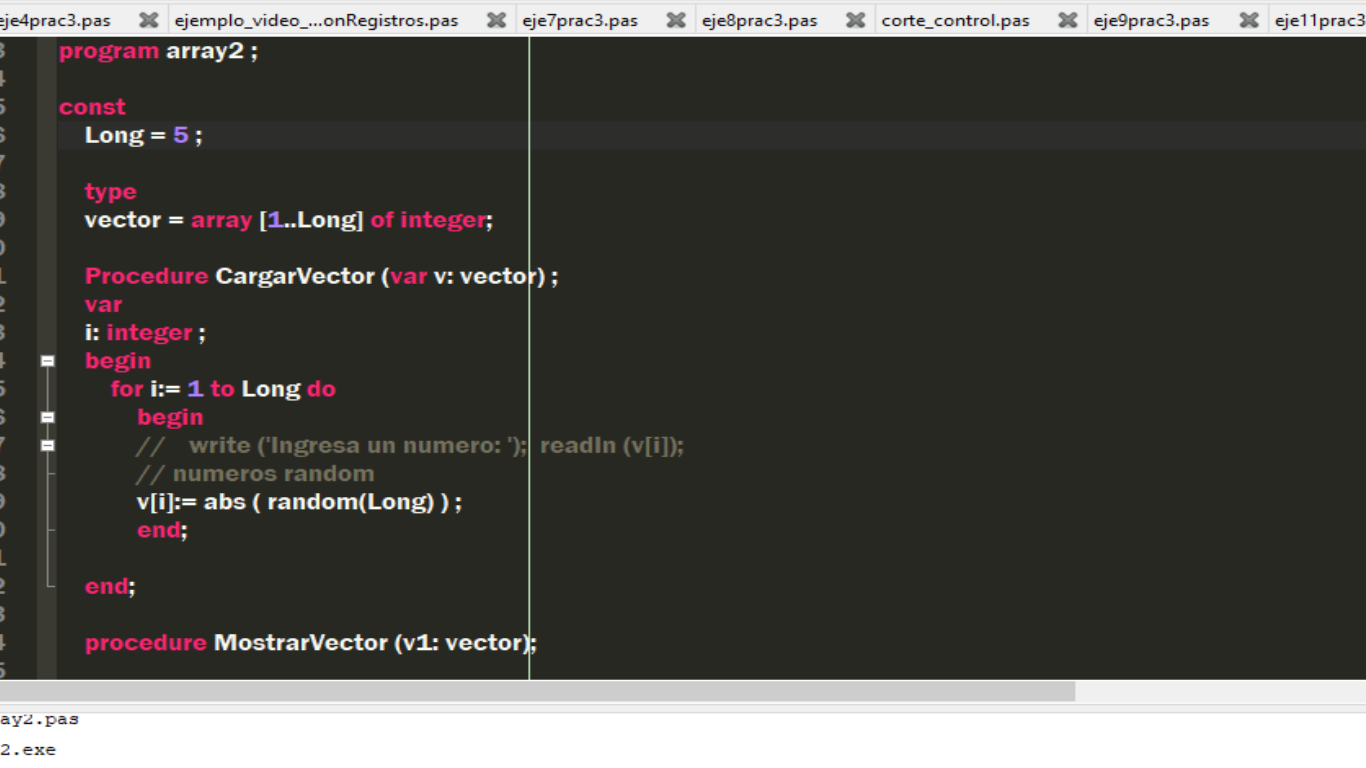 eje4prac3.pas ejemplo_video_...onRegistros.pas eje7prac3.pas eje8prac3.pas corte_control.pas eje9prac3.pas eje11prac3
program array2 ;
const
Long = 5 ;
type
vector = array [1..Long] of integer;
Procedure CargarVector (var v: vector) ;
var
i: integer ;
begin
for i:= 1 to Long do
begin
// write ('Ingresa un numero: '); readln (v[i]);
// numeros random
v[i]:= abs ( random(Long) ) ;
end;
end;
procedure MostrarVector (v1: vector);
ay2.pas
2.exe